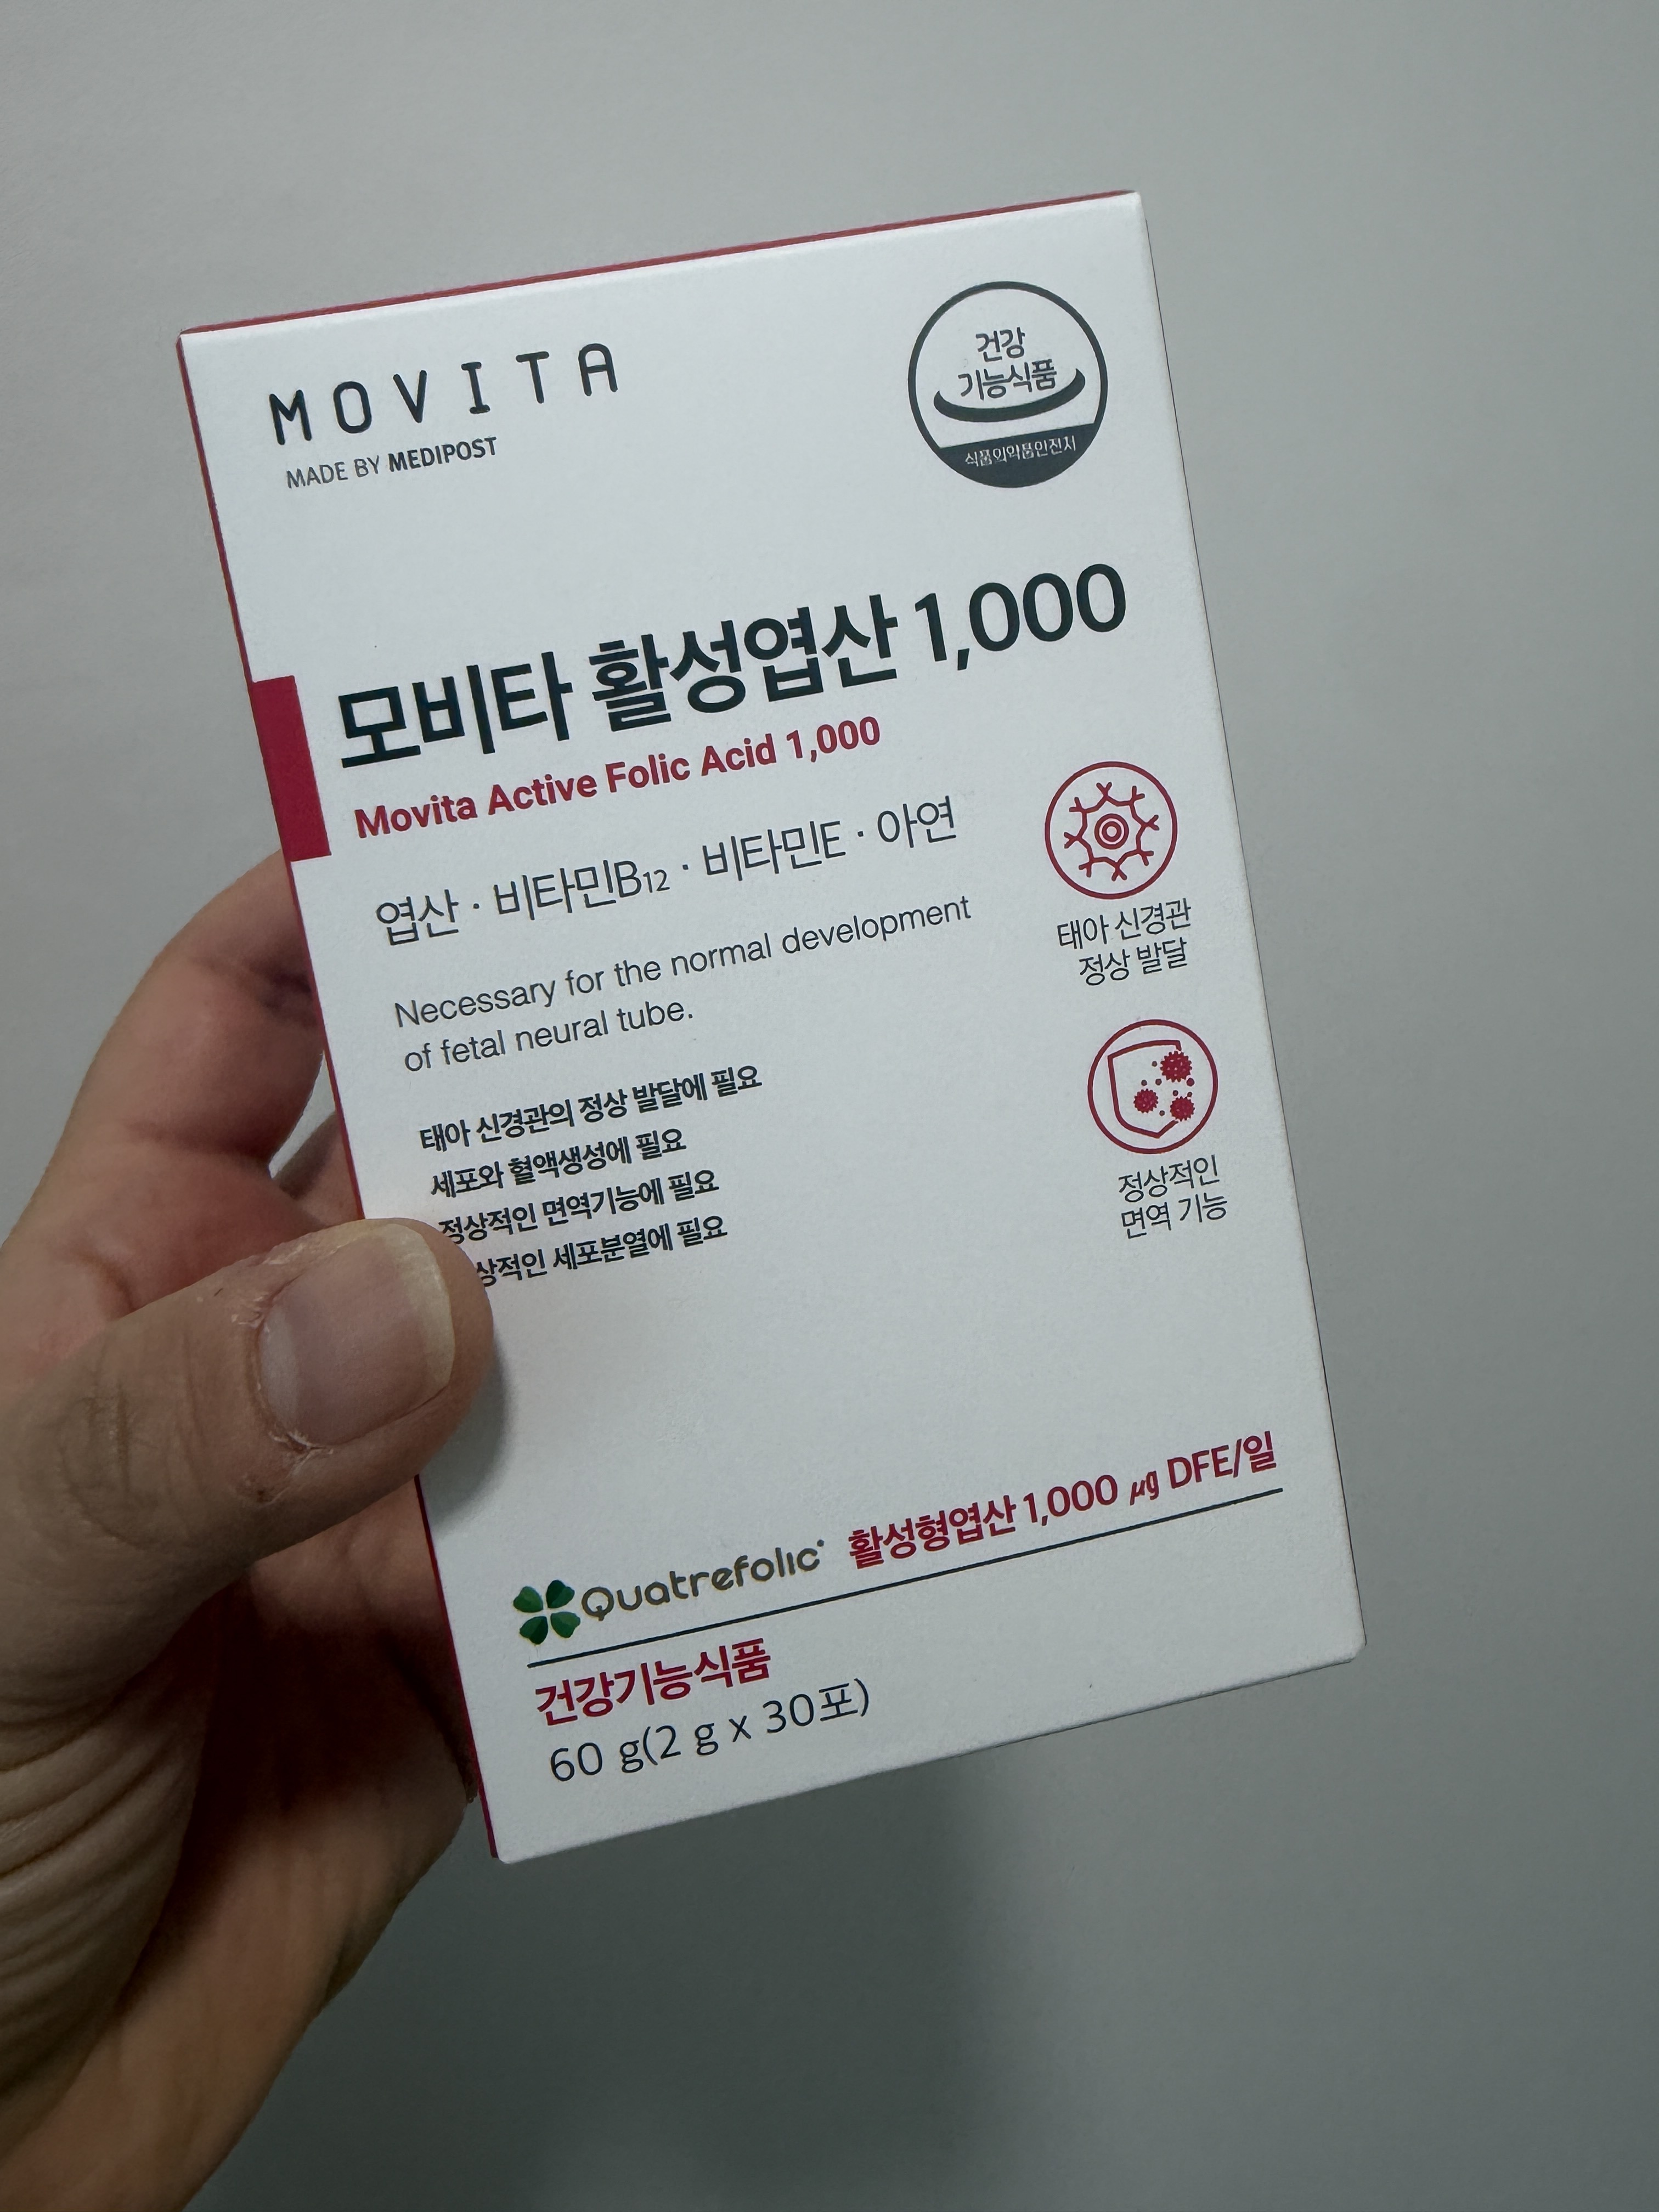 MOVITA
MADE BY MEDIPOST
건강
기능식품
식품의약품안전처
모비타 활성엽산 1,000
Movita Active Folic Acid 1,000
엽산 · 비타민B12 · 비타민E · 아연
Necessary for the normal development
of fetal neural tube.
태아 신경관의 정상 발달에 필요
세포와 혈액생성에 필요
정상적인 면역기능에 필요
상적인 세포분열에 필요
태아 신경관
정상 발달
정상적인
면역 기능
Quatrefolic® 활성형엽산 1,000 ㎍ DFE/일
건강기능식품
60 g(2 g x 30포)